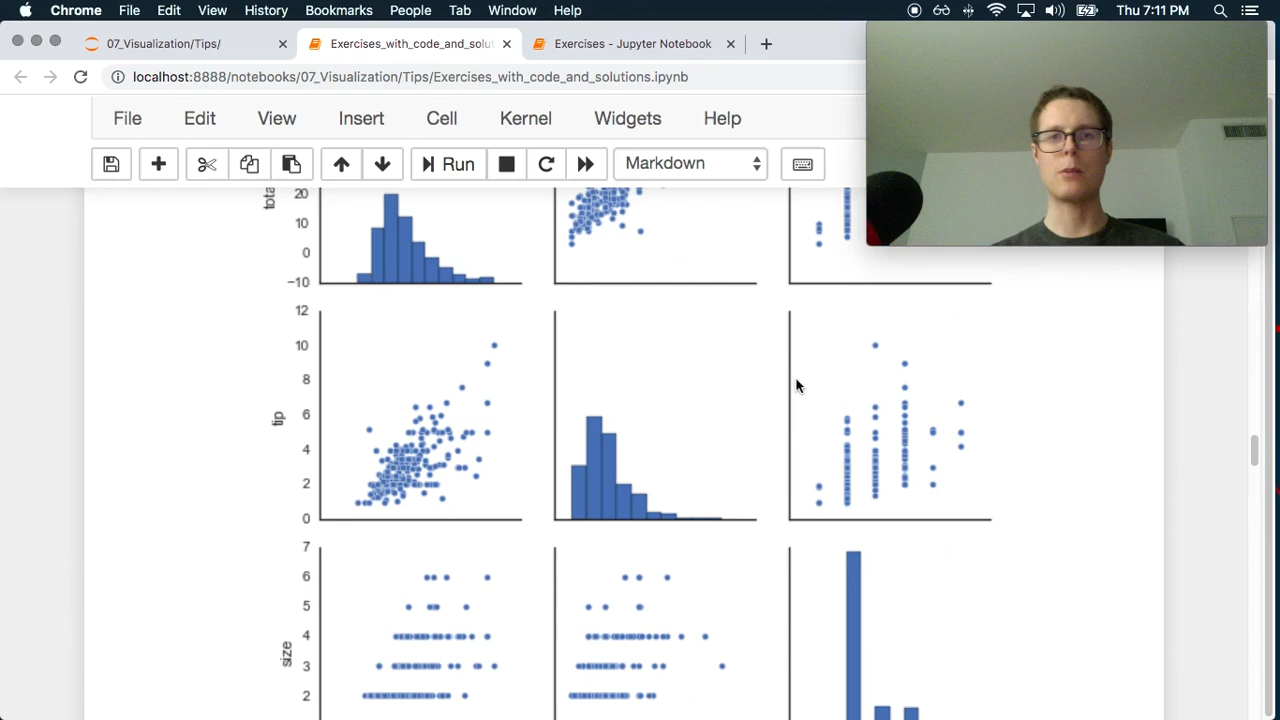 Chrome File Edit View History Bookmarks People Tab Window Help Thu 7:11 PM
07_Visualization/Tips/ Exercises_with_code_and_solut Exercises - Jupyter Notebook
localhost:8888/notebooks/07_Visualization/Tips/Exercises_with_code_and_solutions.ipynb
File Edit View Insert Cell Kernel Widgets Help
Run Markdown
20
10
0
−10
12
10
8
6
4
2
0
tip
7
6
5
4
3
2
size